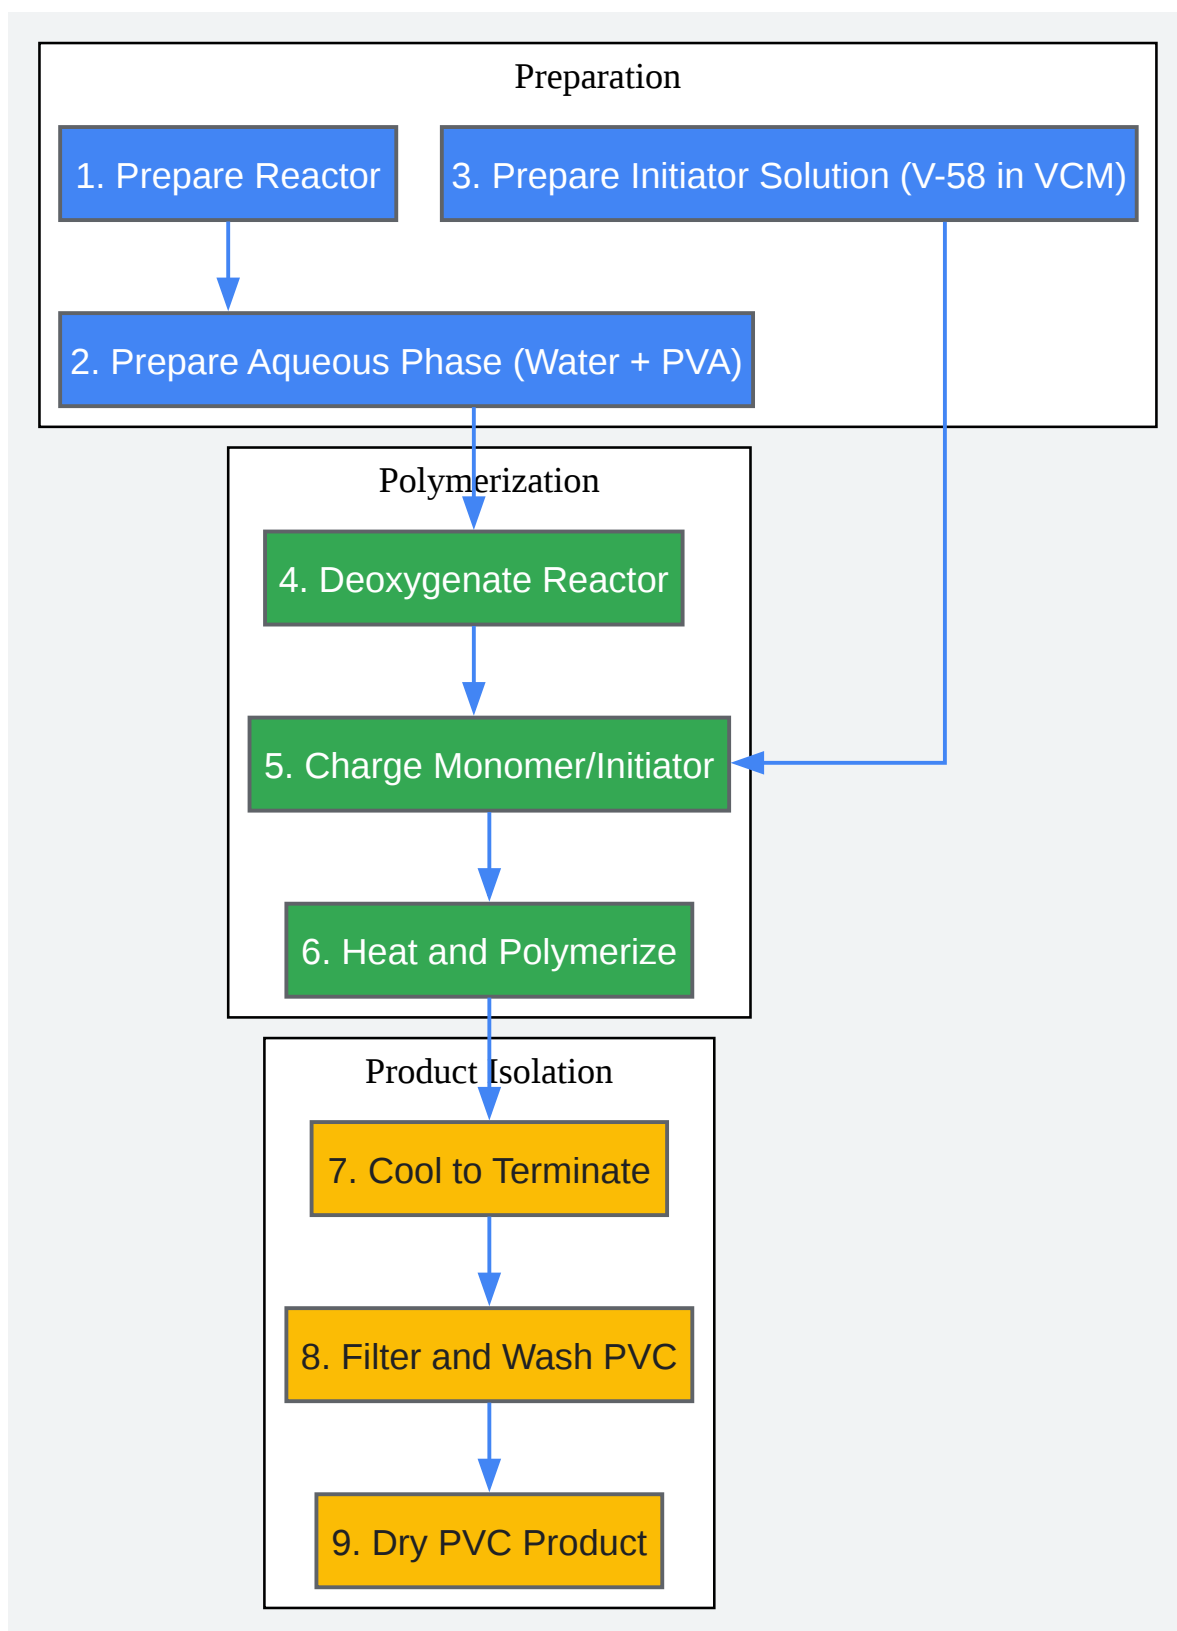 Preparation
1. Prepare Reactor
3. Prepare Initiator Solution (V-58 in VCM)
2. Prepare Aqueous Phase (Water + PVA)
Polymerization
4. Deoxygenate Reactor
5. Charge Monomer/Initiator
6. Heat and Polymerize
Product Isolation
7. Cool to Terminate
8. Filter and Wash PVC
9. Dry PVC Product